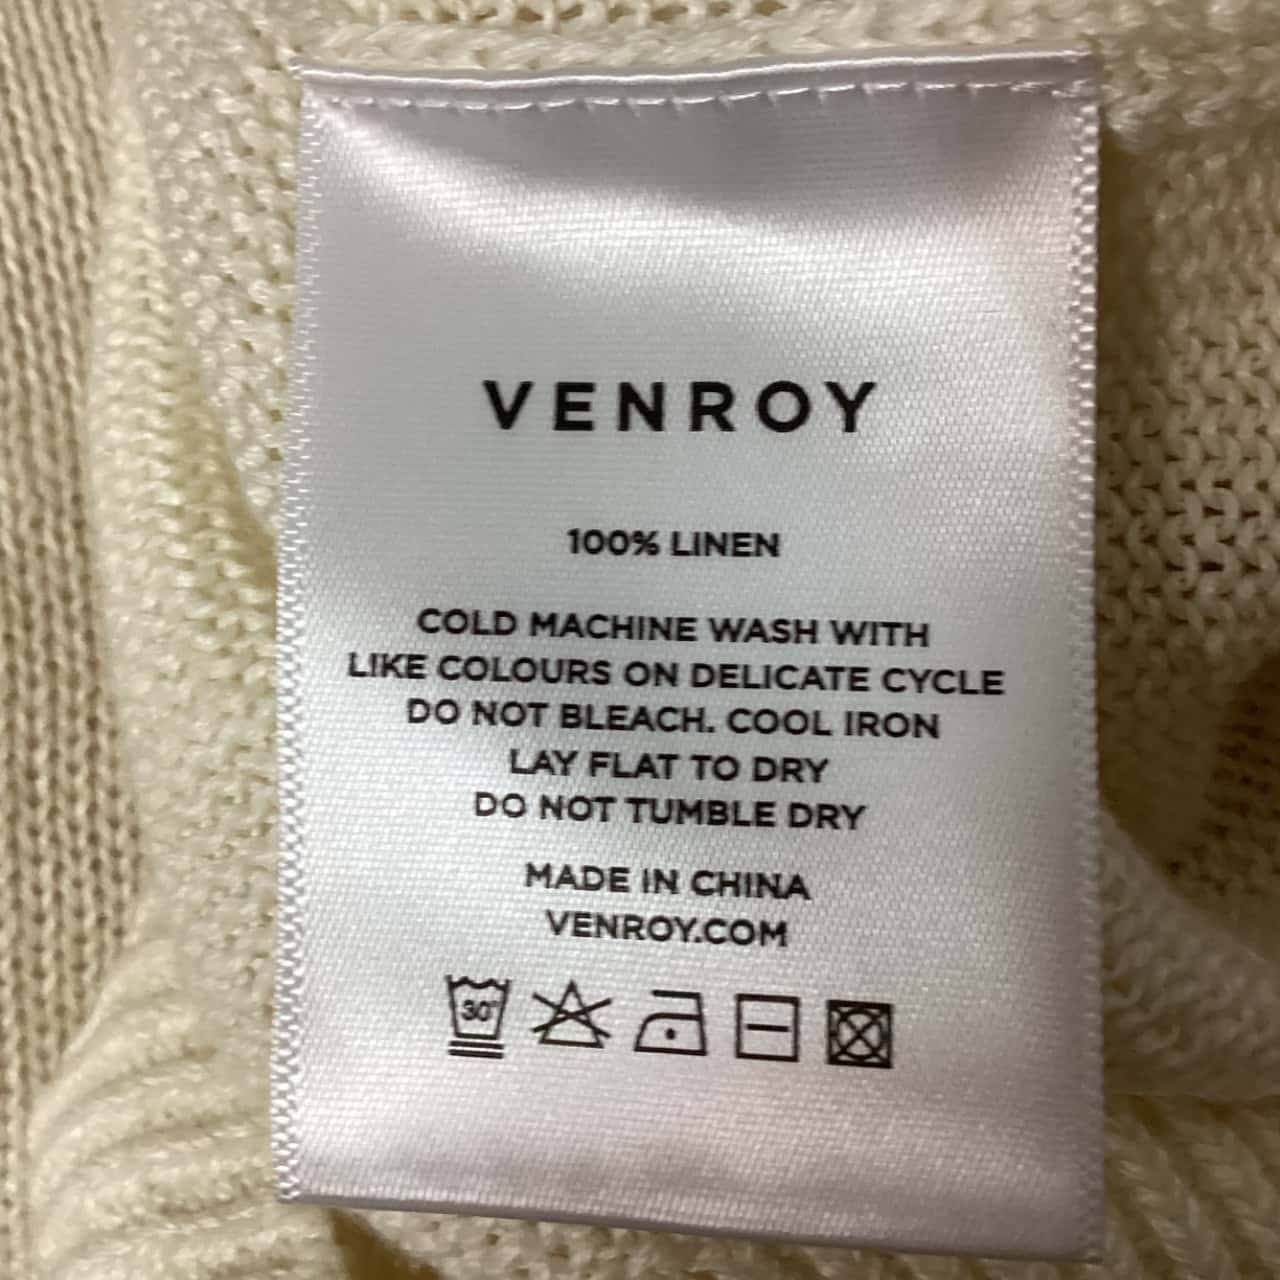 VENROY
100% LINEN
COLD MACHINE WASH WITH
LIKE COLOURS ON DELICATE CYCLE
DO NOT BLEACH. COOL IRON
LAY FLAT TO DRY
DO NOT TUMBLE DRY
MADE IN CHINA
VENROY.COM
30°